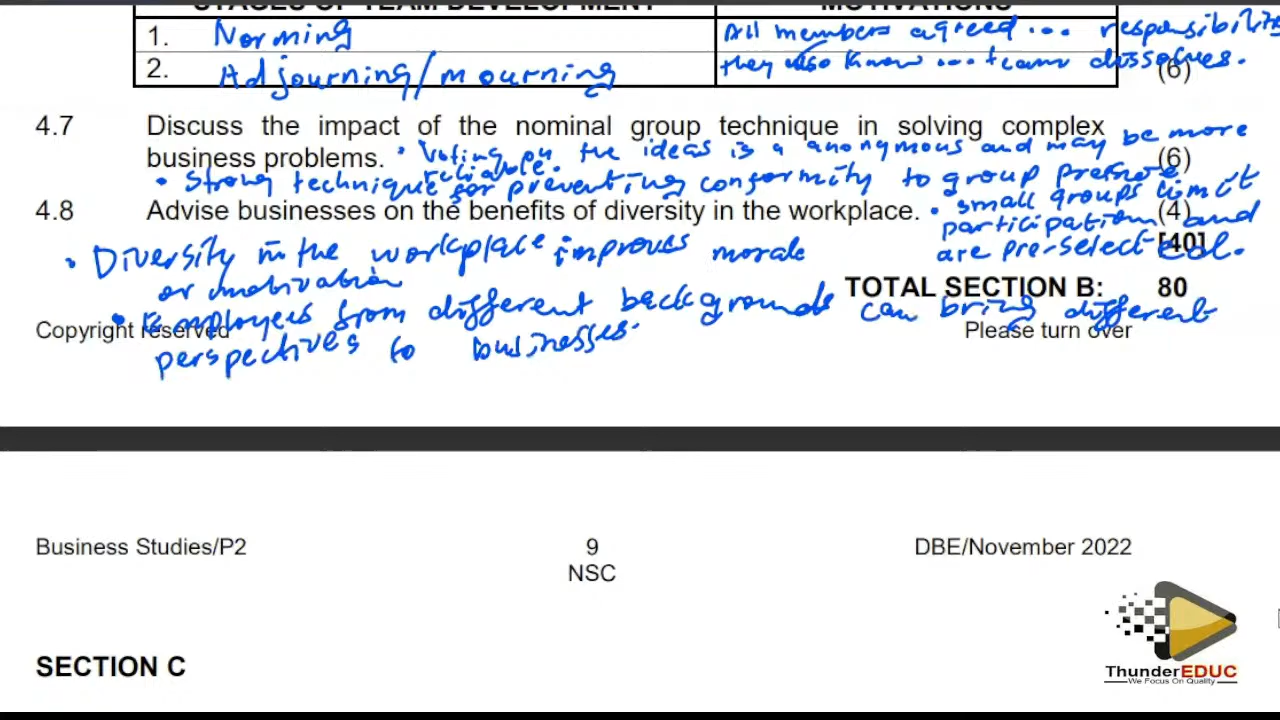 STAGES OF TEAM DEVELOPMENT MOTIVATIONS
1. Norming All members agreed... responsibilities
2. Adjourning/mourning they also know... team dissolves.
(6)
4.7 Discuss the impact of the nominal group technique in solving complex
business problems. (6)
• Voting on the ideas is a anonymous and may be more
reliable.
• Strong technique for preventing conformity to group pressure
• small groups limit
participation and
are pre-selected.
4.8 Advise businesses on the benefits of diversity in the workplace. (4)
[40]
• Diversity in the workplace improves morale
or motivation
TOTAL SECTION B: 80
• Employees from different backgrounds can bring different
perspectives to businesses.
Copyright reserved Please turn over
Business Studies/P2 9 DBE/November 2022
NSC
SECTION C
ThunderEDUC
We Focus On Quality